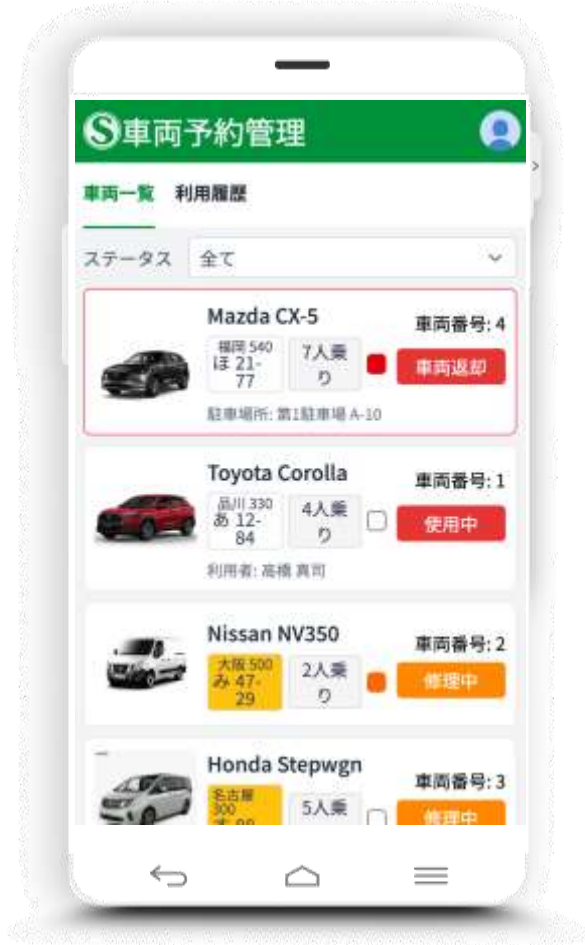 S車両予約管理
車両一覧 利用履歴
ステータス 全て
Mazda CX-5
車両番号: 4
福岡 540
ほ 21-
77
7人乗
り
車両返却
駐車場所: 第1駐車場 A-10
Toyota Corolla
車両番号: 1
品川 330
あ 12-
84
4人乗
り
使用中
利用者: 高橋 真司
Nissan NV350
車両番号: 2
大阪 500
み 47-
29
2人乗
り
修理中
Honda Stepwgn
車両番号: 3
名古屋
300
5人乗
修理中